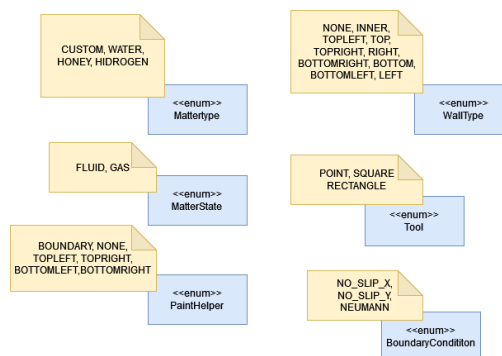 CUSTOM, WATER,
HONEY, HIDROGEN
<<enum>>
Mattertype
NONE, INNER,
TOPLEFT, TOP,
TOPRIGHT, RIGHT,
BOTTOMRIGHT, BOTTOM,
BOTTOMLEFT, LEFT
<<enum>>
WallType
FLUID, GAS
<<enum>>
MatterState
POINT, SQUARE
RECTANGLE
<<enum>>
Tool
BOUNDARY, NONE,
TOPLEFT, TOPRIGHT,
BOTTOMLEFT,BOTTOMRIGHT
<<enum>>
PaintHelper
NO_SLIP_X,
NO_SLIP_Y,
NEUMANN
<<enum>>
BoundaryCondititon